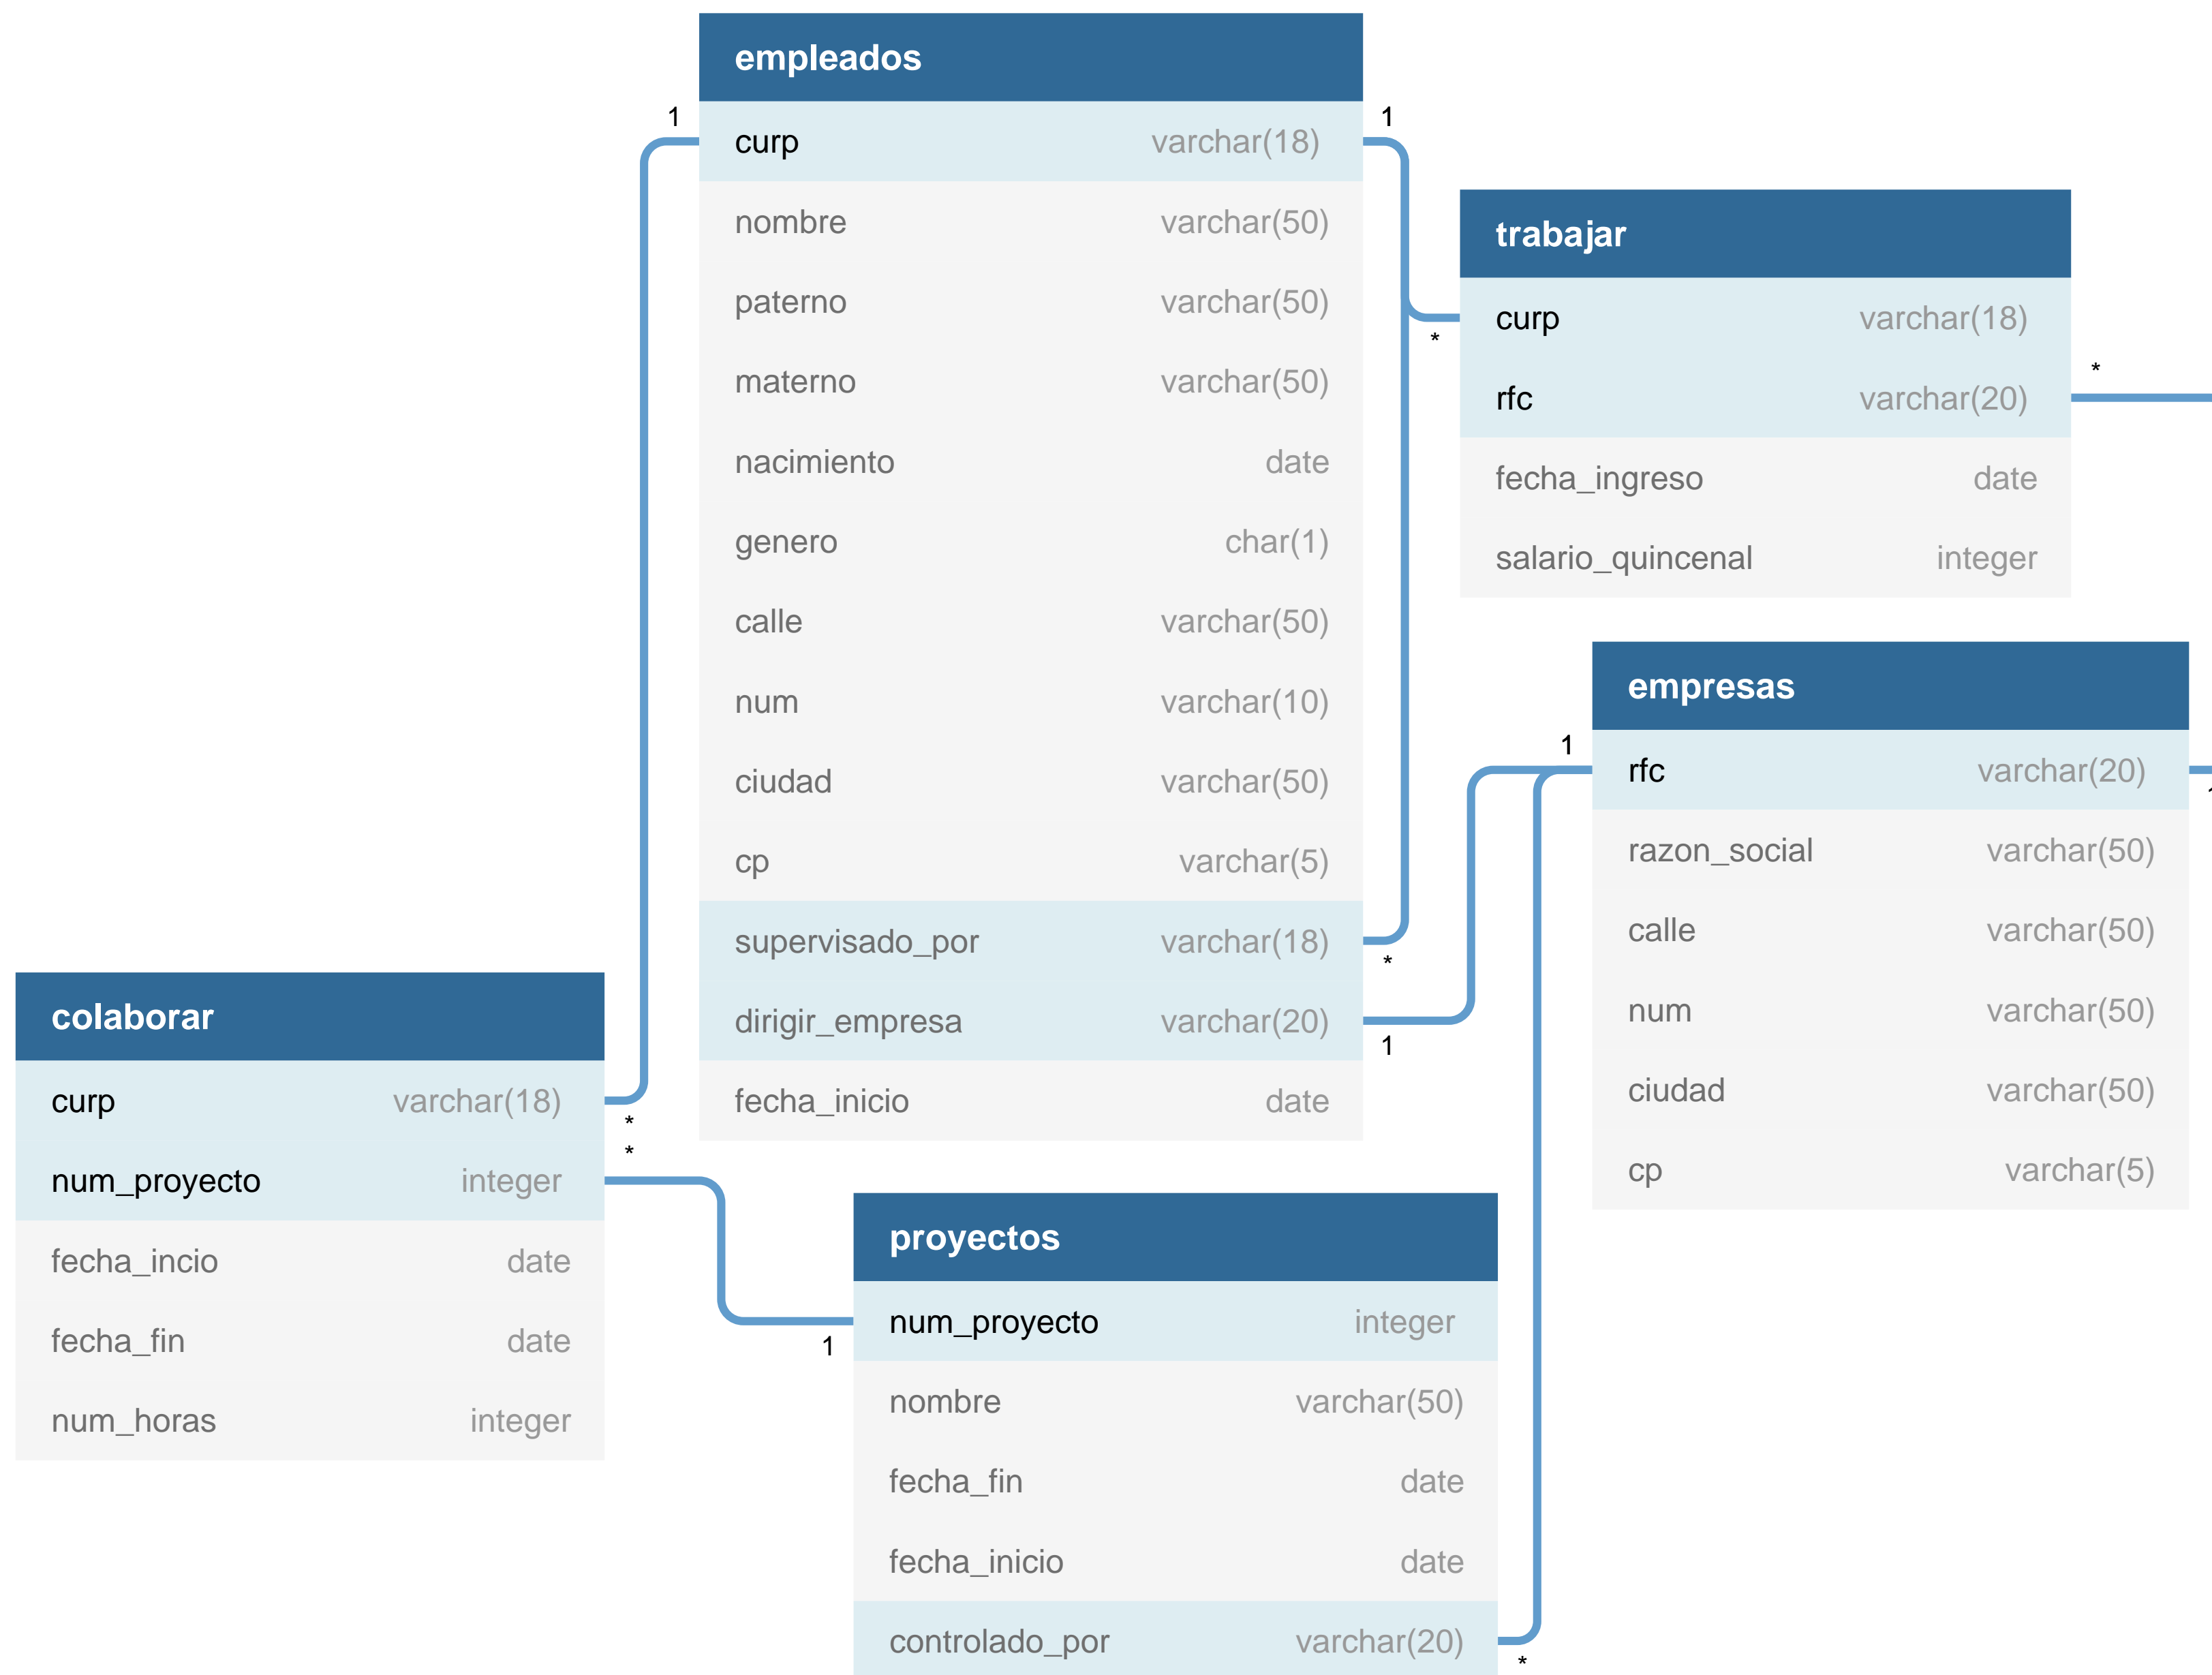 empleados
1
1
curp varchar(18)
nombre varchar(50)
paterno varchar(50)
materno varchar(50)
nacimiento date
genero char(1)
calle varchar(50)
num varchar(10)
ciudad varchar(50)
cp varchar(5)
supervisado_por varchar(18)
*
dirigir_empresa varchar(20)
1
fecha_inicio date
trabajar
curp varchar(18)
*
rfc varchar(20)
*
fecha_ingreso date
salario_quincenal integer
empresas
1
rfc varchar(20)
razon_social varchar(50)
calle varchar(50)
num varchar(50)
ciudad varchar(50)
cp varchar(5)
colaborar
curp varchar(18)
*
*
num_proyecto integer
fecha_incio date
fecha_fin date
num_horas integer
proyectos
num_proyecto integer
1
nombre varchar(50)
fecha_fin date
fecha_inicio date
controlado_por varchar(20)
*